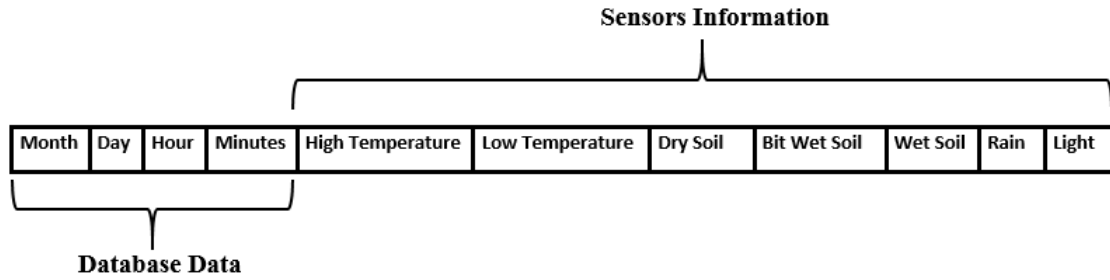 Sensors Information
Month Day Hour Minutes High Temperature Low Temperature Dry Soil Bit Wet Soil Wet Soil Rain Light
Database Data